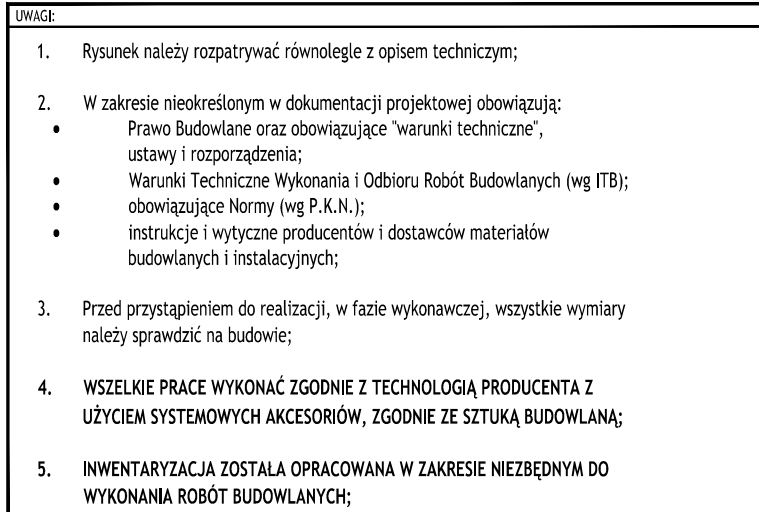 UWAGI:
1. Rysunek należy rozpatrywać równolegle z opisem techniczym;
2. W zakresie nieokreślonym w dokumentacji projektowej obowiązują:
• Prawo Budowlane oraz obowiązujące "warunki techniczne",
ustawy i rozporządzenia;
• Warunki Techniczne Wykonania i Odbioru Robót Budowlanych (wg ITB);
• obowiązujące Normy (wg P.K.N.);
• instrukcje i wytyczne producentów i dostawców materiałów
budowlanych i instalacyjnych;
3. Przed przystąpieniem do realizacji, w fazie wykonawczej, wszystkie wymiary
należy sprawdzić na budowie;
4. WSZELKIE PRACE WYKONAĆ ZGODNIE Z TECHNOLOGIĄ PRODUCENTA Z
UŻYCIEM SYSTEMOWYCH AKCESORIÓW, ZGODNIE ZE SZTUKĄ BUDOWLANĄ;
5. INWENTARYZACJA ZOSTAŁA OPRACOWANA W ZAKRESIE NIEZBĘDNYM DO
WYKONANIA ROBÓT BUDOWLANYCH;